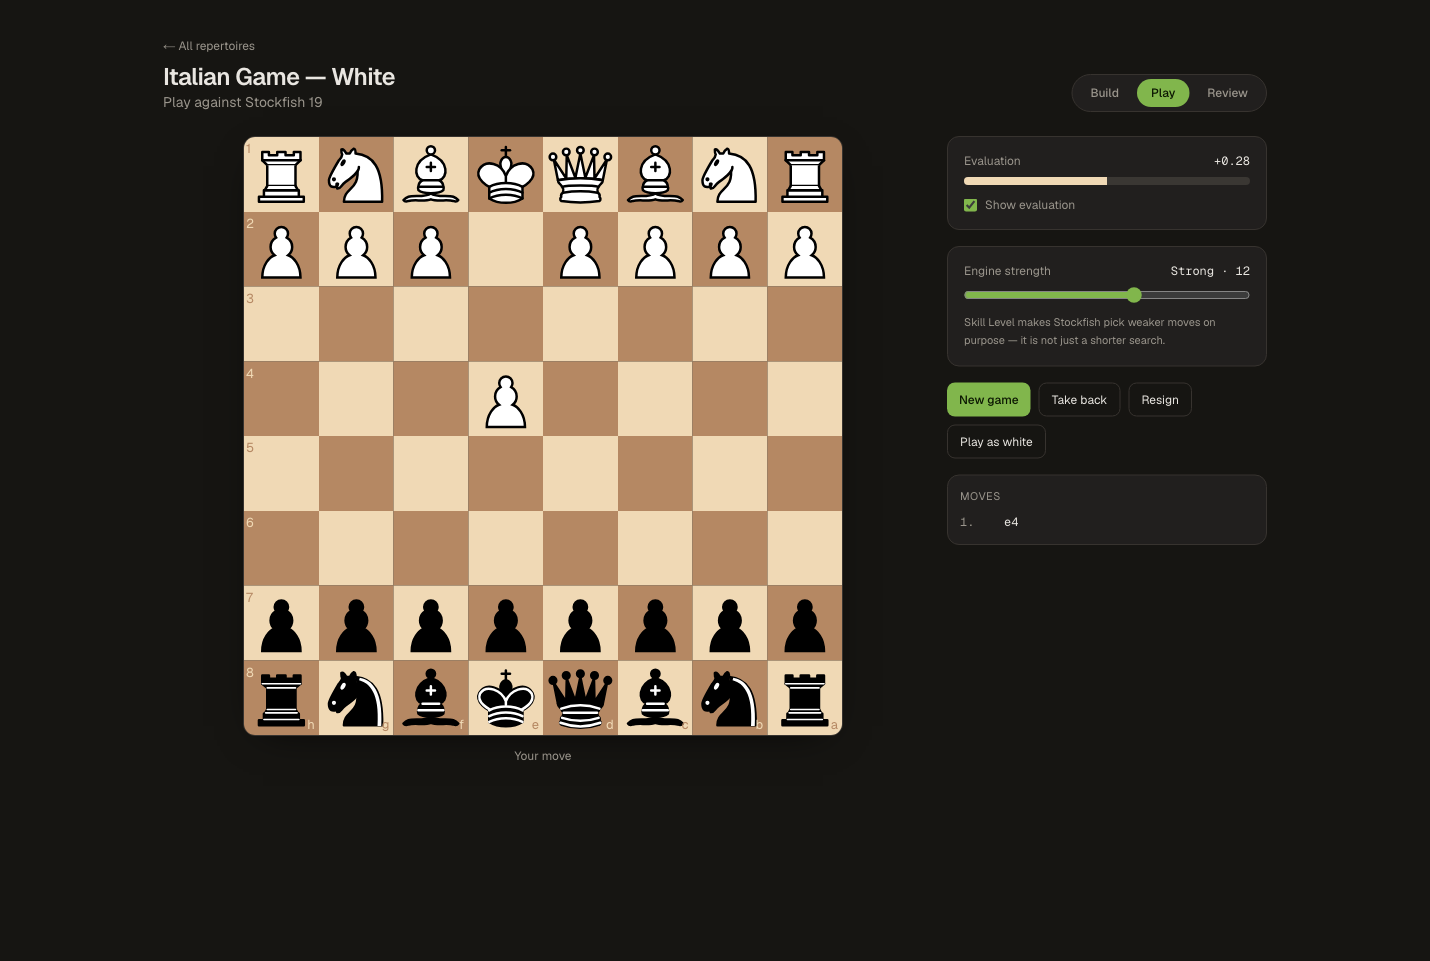 ← All repertoires
Italian Game — White
Play against Stockfish 19
Build Play Review
1
2
3
4
5
6
7
8
h g f e d c b a
Your move
Evaluation +0.28
Show evaluation
Engine strength Strong · 12
Skill Level makes Stockfish pick weaker moves on
purpose — it is not just a shorter search.
New game Take back Resign
Play as white
MOVES
1. e4